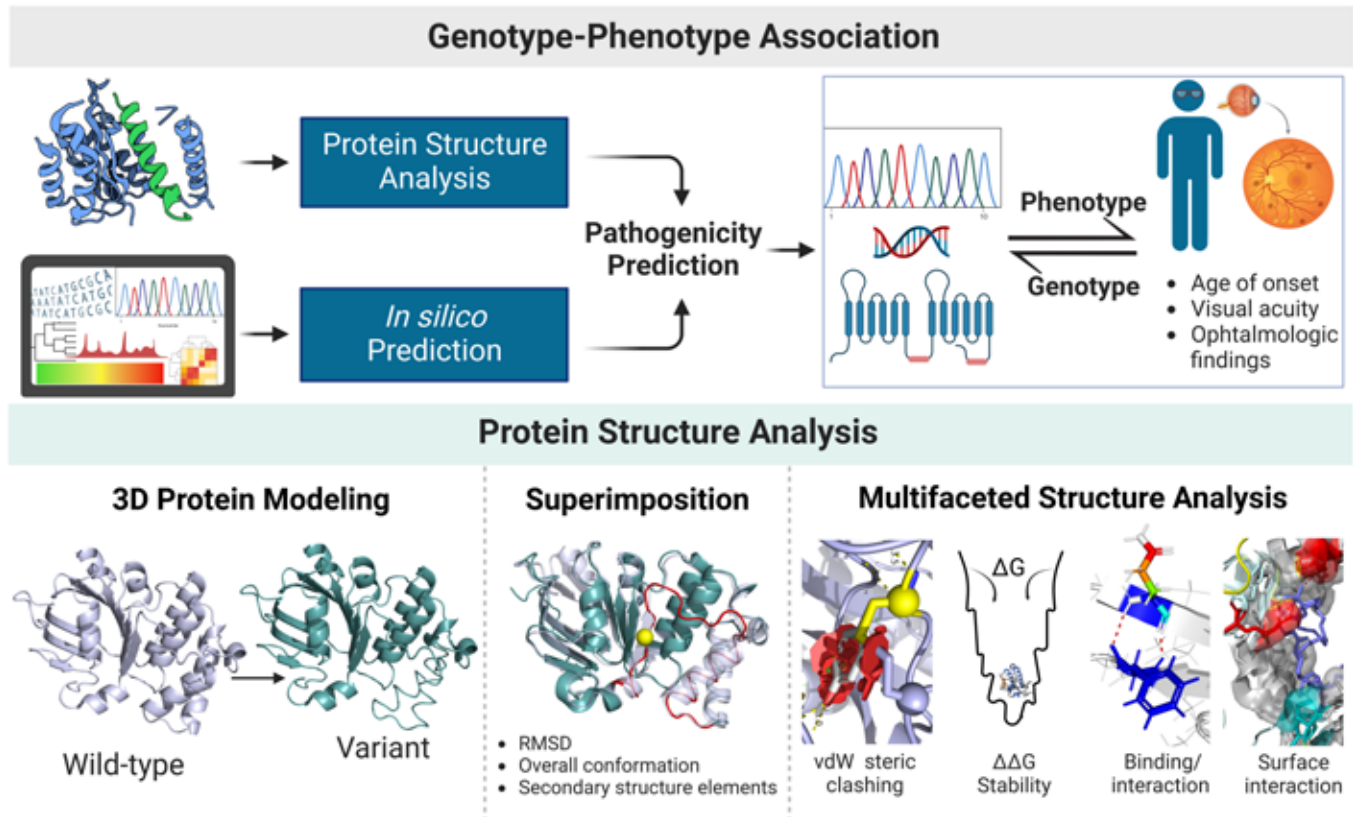 Genotype-Phenotype Association
Protein Structure
Analysis
Pathogenicity
Prediction
In silico
Prediction
1
10
Phenotype
Genotype
• Age of onset
• Visual acuity
• Ophtalmologic
findings
Protein Structure Analysis
3D Protein Modeling
Wild-type
Variant
Superimposition
• RMSD
• Overall conformation
• Secondary structure elements
Multifaceted Structure Analysis
ΔG
vdW steric
clashing
ΔΔG
Stability
Binding/
interaction
Surface
interaction